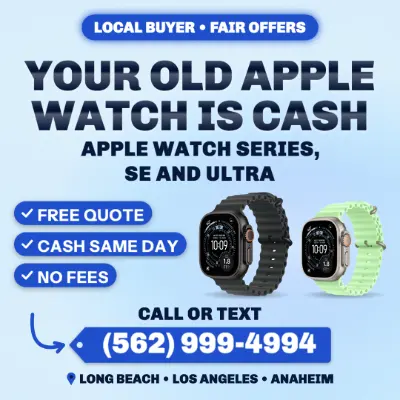 LOCAL BUYER • FAIR OFFERS
YOUR OLD APPLE
WATCH IS CASH
APPLE WATCH SERIES,
SE AND ULTRA
FREE QUOTE
CASH SAME DAY
NO FEES
CALL OR TEXT
(562) 999-4994
LONG BEACH • LOS ANGELES • ANAHEIM